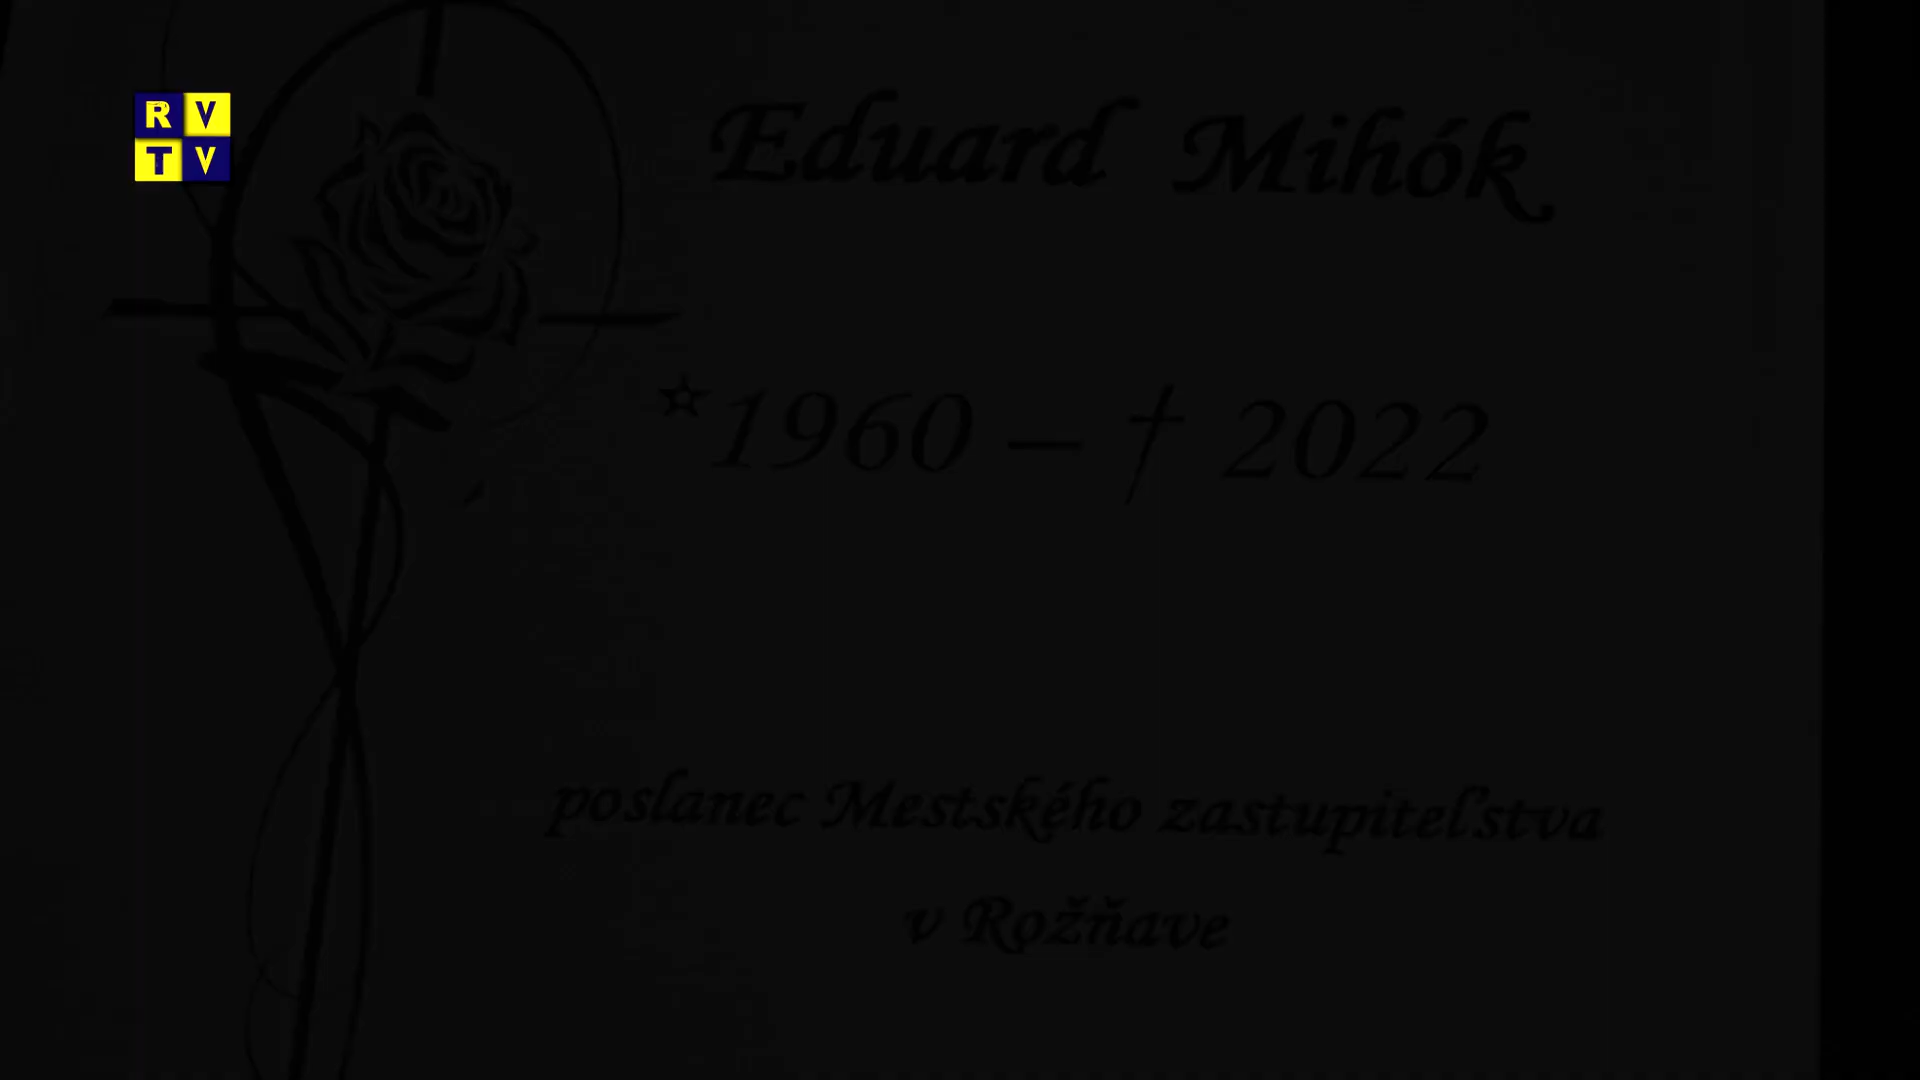 RV
TV
Eduard Mihók
*1960 – † 2022
poslanec Mestského zastupiteľstva
v Rožňave